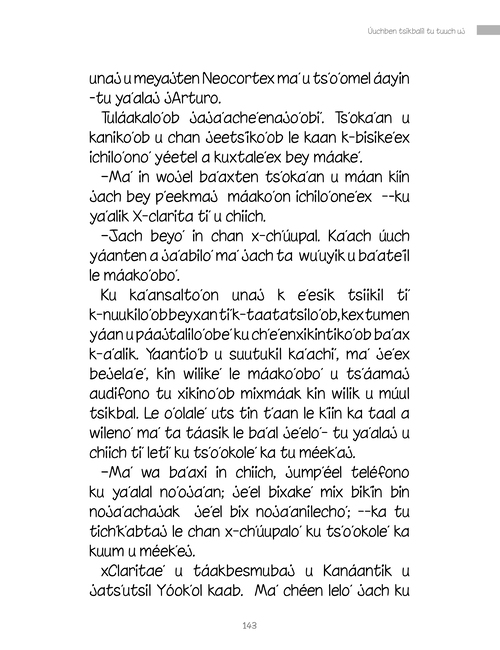 Úuchben tsikbalil tu tuuch uj
unaj u meyajten Neocortex ma' u ts'o'omel áayin
-tu ya'alaj jArturo.
Tuláakalo'ob jaja'ache'enajo'obi'. Ts'oka'an u
kaniko'ob u chan jeetsiko'ob le kaan k-bisike'ex
ichilo'ono' yéetel a kuxtale'ex bey máake'.
–Ma' in wojel ba'axten ts'oka'an u máan k'iin
jach bey p'eekmaj máako'on ichilo'one'ex --ku
ya'alik X-clarita ti' u chiich.
–Jach beyo' in chan x-ch'úupal. Ka'ach úuch
yáanten a ja'abilo' ma' jach ta wu'uyik u ba'ate'il
le máako'obo'.
Ku ka'ansalto'on unaj k e'esik tsiikil ti'
k-nuukilo'ob beyxan ti' k-taatatsilo'ob, kex tumen
yáan u páajtalilo'obe' ku ch'e'enxikintiko'ob ba'ax
k-a'alik. Yaantio'b u suutukil ka'achi', ma' je'ex
bejela'e', kin wilike' le máako'obo' u ts'áamaj
audifono tu xikino'ob mixmáak kin wilik u múul
tsikbal. Le o'olale' uts tin t'aan le k'iin ka taal a
wileno' ma' ta táasik le ba'al je'elo'- tu ya'alaj u
chiich ti' leti' ku ts'o'okole' ka tu méek'aj.
–Ma' wa ba'axi in chiich, jump'éel teléfono
ku ya'alal no'oja'an; je'el bixake' mix bik'in bin
noja'achajak je'el bix noja'anilecho'; --ka tu
tich'k'abtaj le chan x-ch'úupalo' ku ts'o'okole' ka
kuum u méek'ej.
xClaritae' u táakbesmubaj u Kanáantik u
jats'utsil Yóok'ol kaab. Ma' chéen lelo' jach ku
143